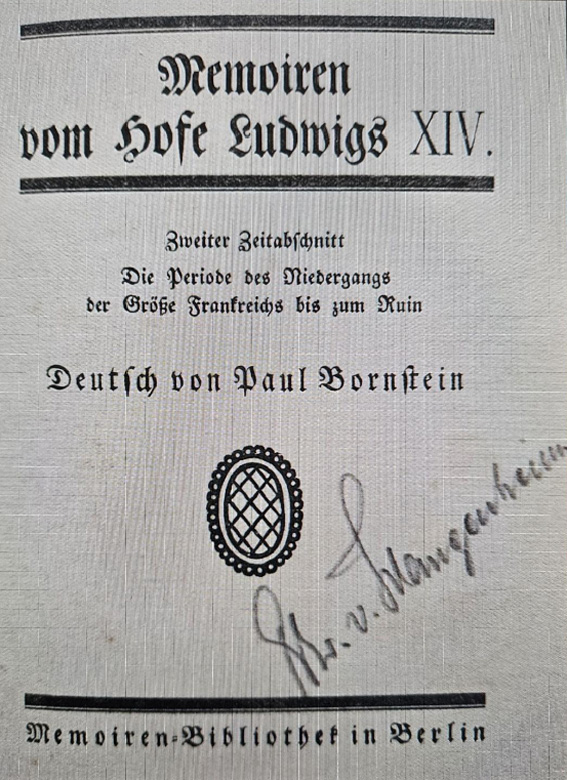 Memoiren
vom Hofe Ludwigs XIV.
Zweiter Zeitabschnitt
Die Periode des Niedergangs
der Größe Frankreichs bis zum Ruin
Deutsch von Paul Bornstein
v.
Memoiren-Bibliothek in Berlin